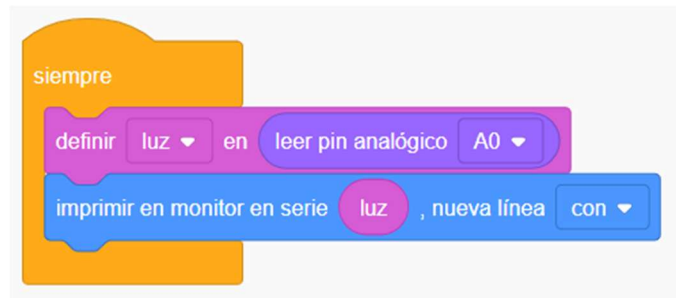 siempre
definir luz en leer pin analógico A0
imprimir en monitor en serie luz , nueva línea con